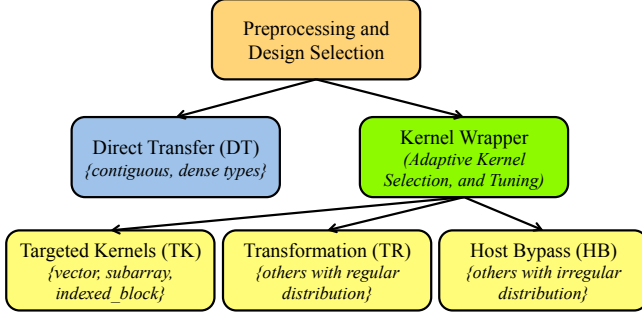 Preprocessing and
Design Selection
Direct Transfer (DT)
{contiguous, dense types}
Kernel Wrapper
(Adaptive Kernel
Selection, and Tuning)
Targeted Kernels (TK)
{vector, subarray,
indexed_block}
Transformation (TR)
{others with regular
distribution}
Host Bypass (HB)
{others with irregular
distribution}